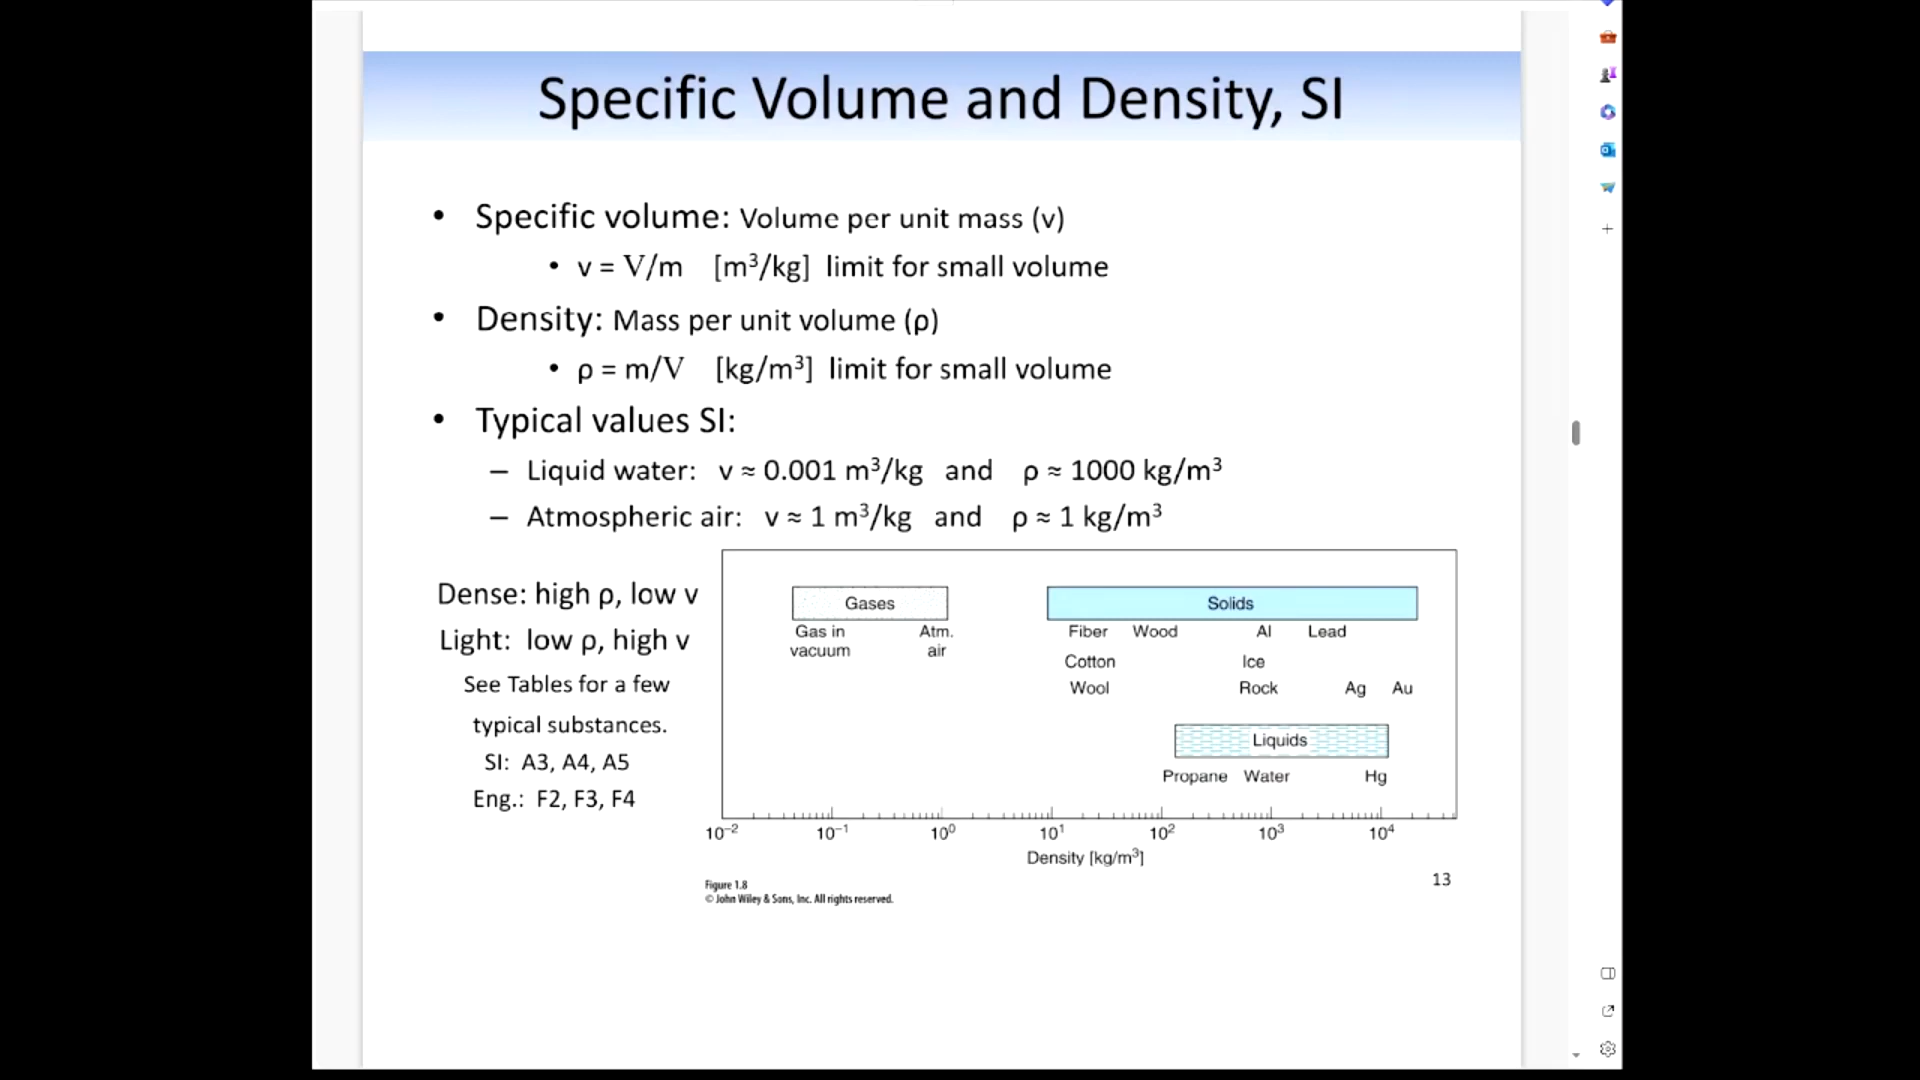 Specific Volume and Density, SI
• Specific volume: Volume per unit mass (v)
• v = V/m [m³/kg] limit for small volume
• Density: Mass per unit volume (ρ)
• ρ = m/V [kg/m³] limit for small volume
• Typical values SI:
– Liquid water: v ≈ 0.001 m³/kg and ρ ≈ 1000 kg/m³
– Atmospheric air: v ≈ 1 m³/kg and ρ ≈ 1 kg/m³
Dense: high ρ, low v
Light: low ρ, high v
See Tables for a few
typical substances.
SI: A3, A4, A5
Eng.: F2, F3, F4
Gases Solids
Gas in Atm. Fiber Wood Al Lead
vacuum air
Cotton Ice
Wool Rock Ag Au
Liquids
Propane Water Hg
10⁻² 10⁻¹ 10⁰ 10¹ 10² 10³ 10⁴
Density [kg/m³]
Figure 1.8
© John Wiley & Sons, Inc. All rights reserved.
13